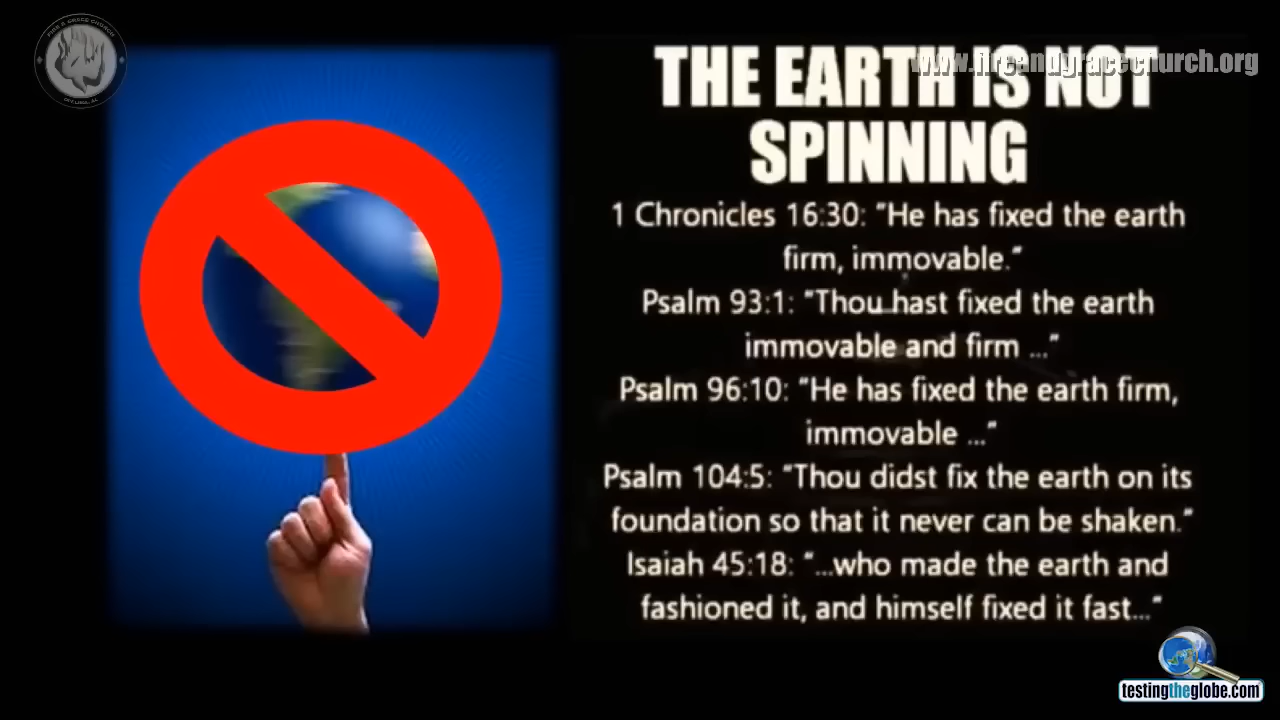 FIRE & GRACE CHURCH
www.fireandgracechurch.org
THE EARTH IS NOT
SPINNING
1 Chronicles 16:30: “He has fixed the earth
firm, immovable.”
Psalm 93:1: “Thou hast fixed the earth
immovable and firm ...”
Psalm 96:10: “He has fixed the earth firm,
immovable ...”
Psalm 104:5: “Thou didst fix the earth on its
foundation so that it never can be shaken.”
Isaiah 45:18: “...who made the earth and
fashioned it, and himself fixed it fast...”
testingtheglobe.com